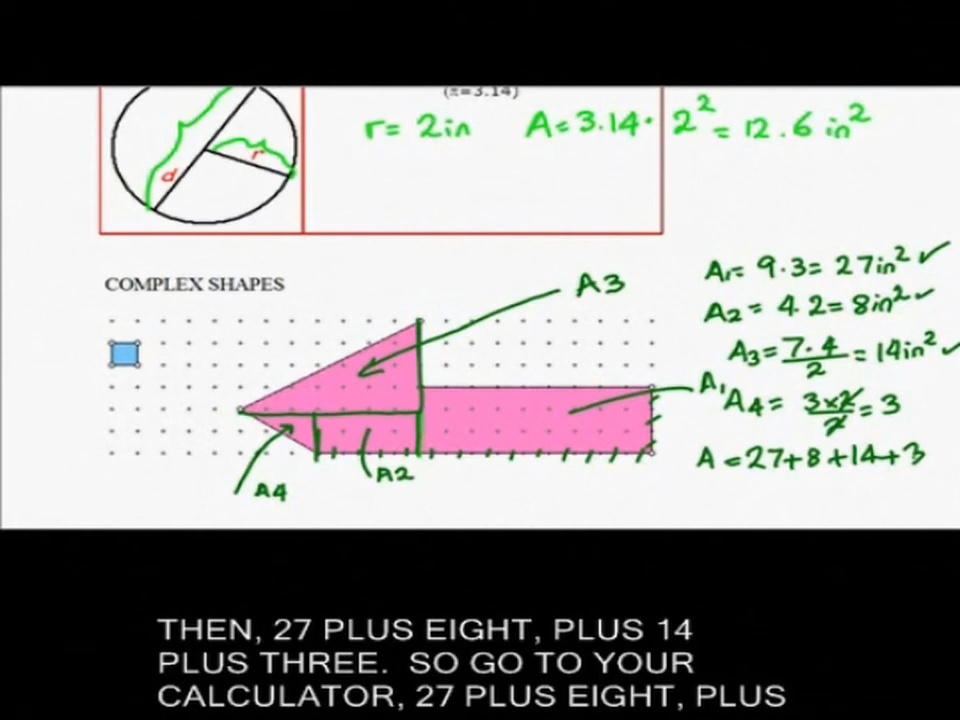 (π=3.14)
r= 2in A=3.14· 2² = 12.6 in²
d
r
COMPLEX SHAPES
A3
A₁= 9·3= 27in² ✓
A2 = 4.2=8in² ✓
A3=7·4/2 = 14in² ✓
A₁
A4= 3×2/2=3
A =27+8+14+3
A2
A4
THEN, 27 PLUS EIGHT, PLUS 14
PLUS THREE. SO GO TO YOUR
CALCULATOR, 27 PLUS EIGHT, PLUS